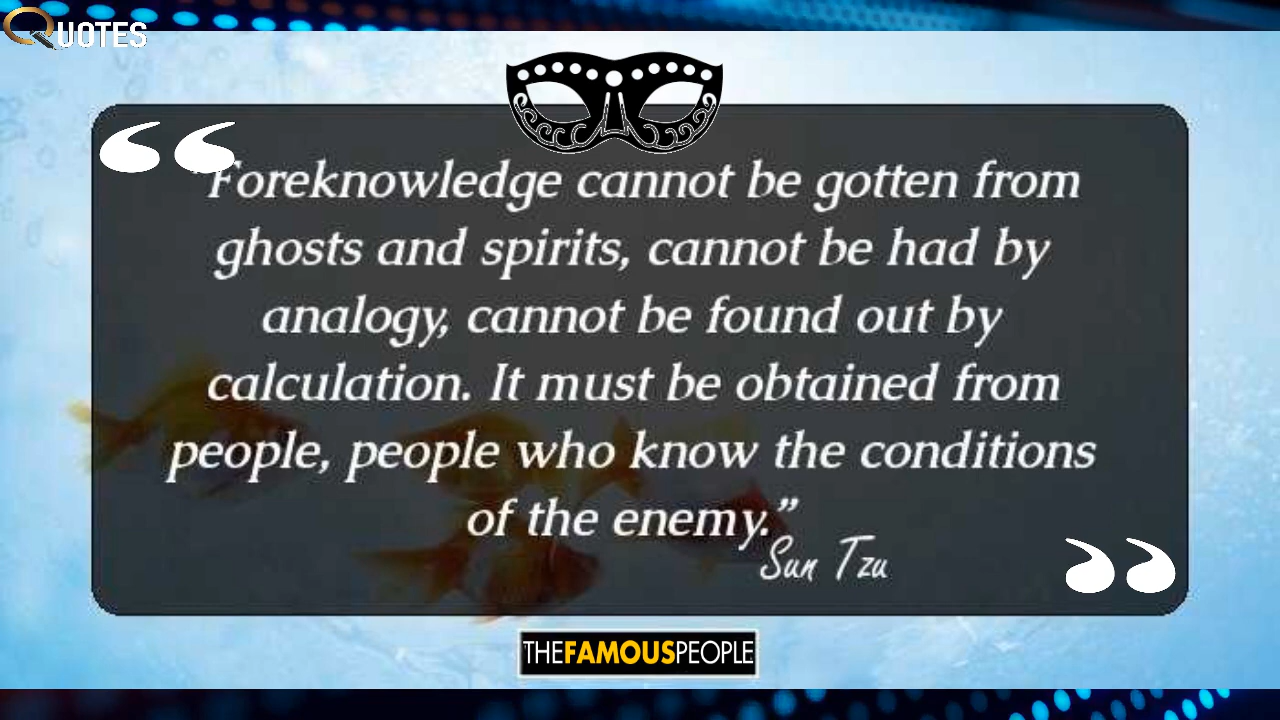 QUOTES
“Foreknowledge cannot be gotten from
ghosts and spirits, cannot be had by
analogy, cannot be found out by
calculation. It must be obtained from
people, people who know the conditions
of the enemy.”
Sun Tzu
”
THEFAMOUSPEOPLE